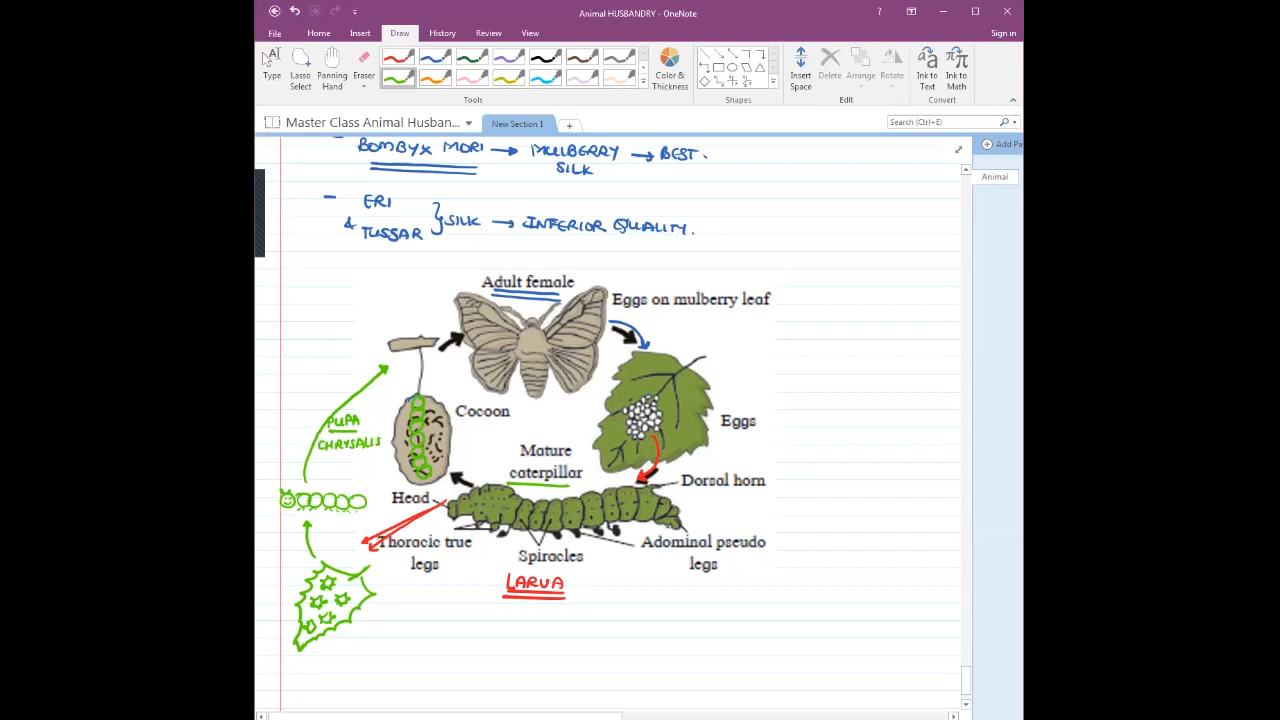 Animal HUSBANDRY - OneNote
?
Sign in
File
Home
Insert
Draw
History
Review
View
Type
Lasso
Select
Panning
Hand
Eraser
Color &
Thickness
Insert
Space
Delete
Arrange
Rotate
Ink to
Text
Ink to
Math
Tools
Shapes
Edit
Convert
Master Class Animal Husban...
New Section 1
Search (Ctrl+E)
Add Pa
Animal
- BOMBYX MORI → MULBERRY → BEST.
SILK
- ERI
& TUSSAR } SILK → INFERIOR QUALITY.
Adult female
Eggs on mulberry leaf
Cocoon
Eggs
PUPA
CHRYSALIS
Mature
caterpillar
Dorsal horn
Head
Thoracic true
legs
Spiracles
Adominal pseudo
legs
LARVA